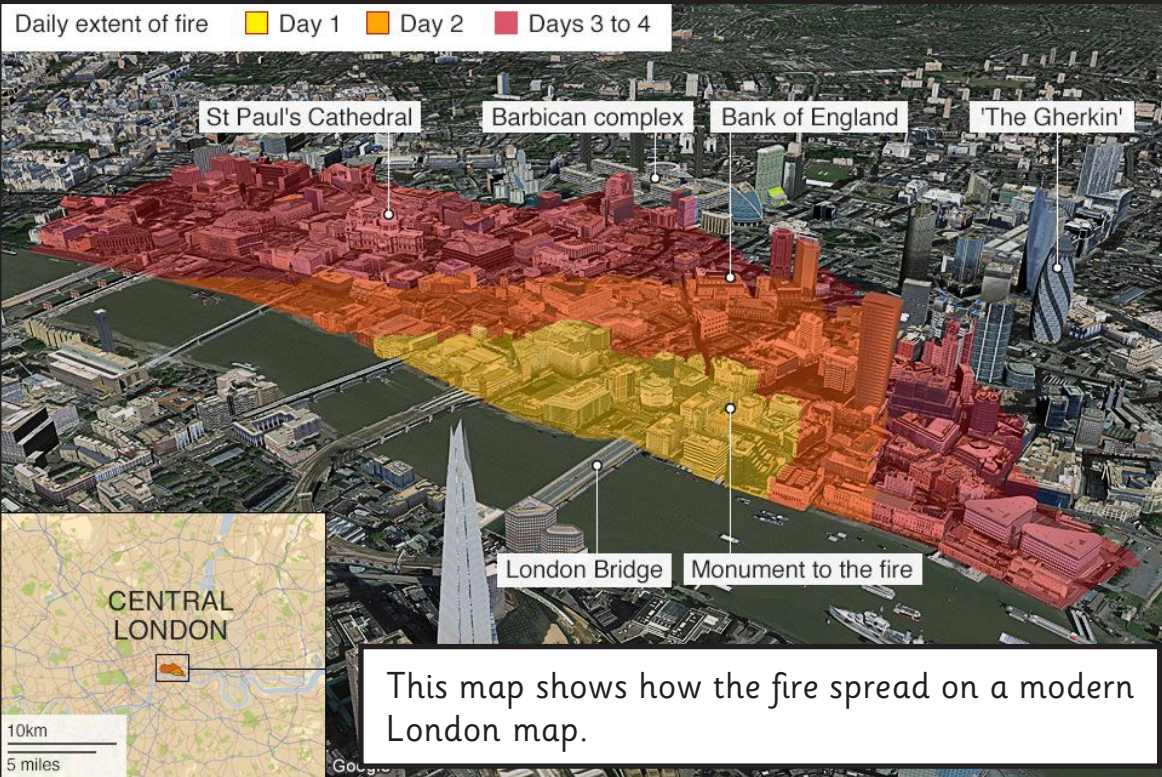 Daily extent of fire Day 1 Day 2 Days 3 to 4
St Paul's Cathedral Barbican complex Bank of England 'The Gherkin'
London Bridge Monument to the fire
CENTRAL
LONDON
10km
5 miles
Google
This map shows how the fire spread on a modern
London map.